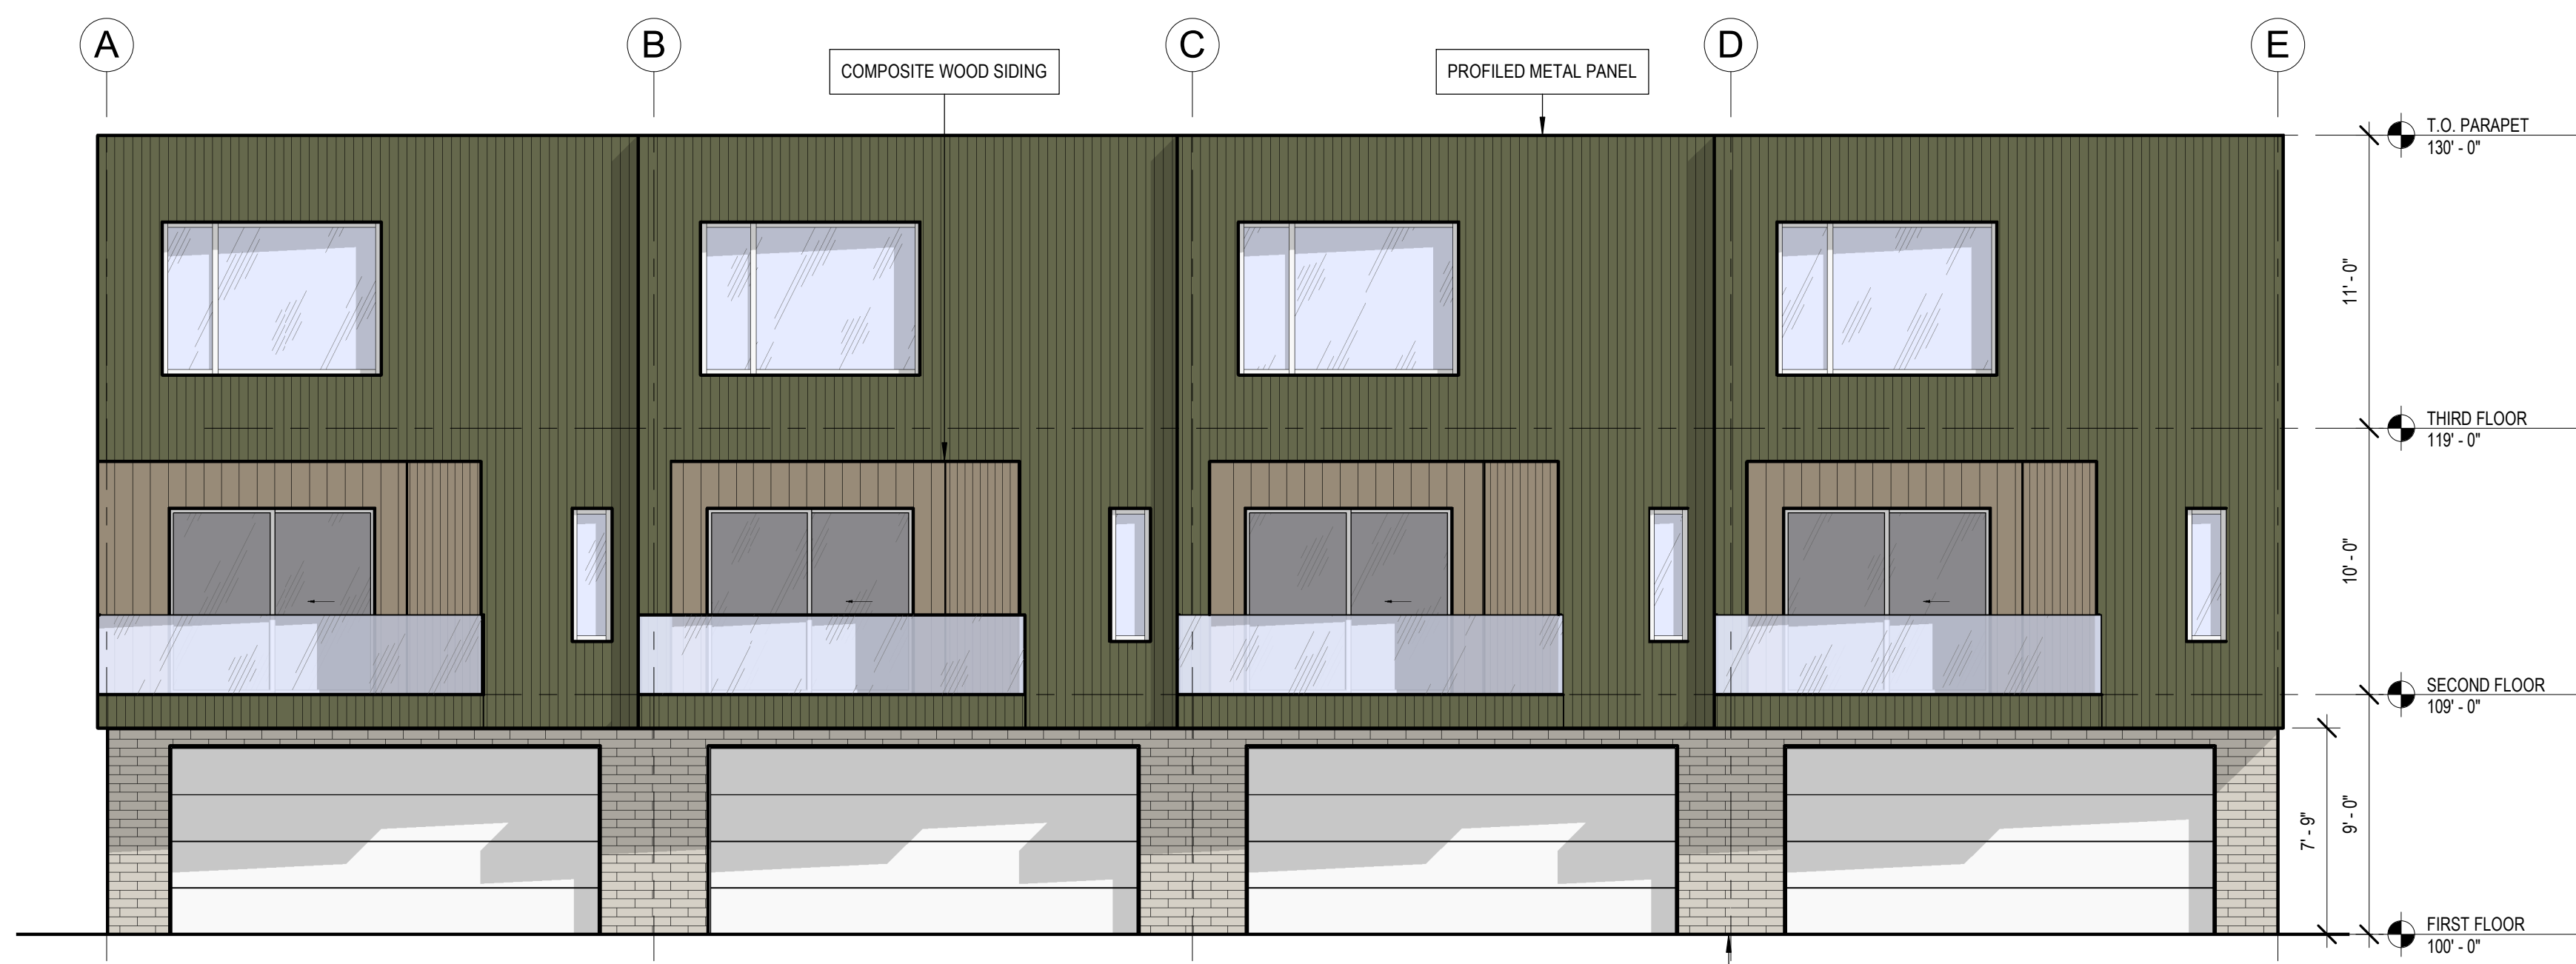 A
B
C
D
E
COMPOSITE WOOD SIDING
PROFILED METAL PANEL
T.O. PARAPET
130' - 0"
11' - 0"
THIRD FLOOR
119' - 0"
10' - 0"
SECOND FLOOR
109' - 0"
7' - 9"
9' - 0"
FIRST FLOOR
100' - 0"